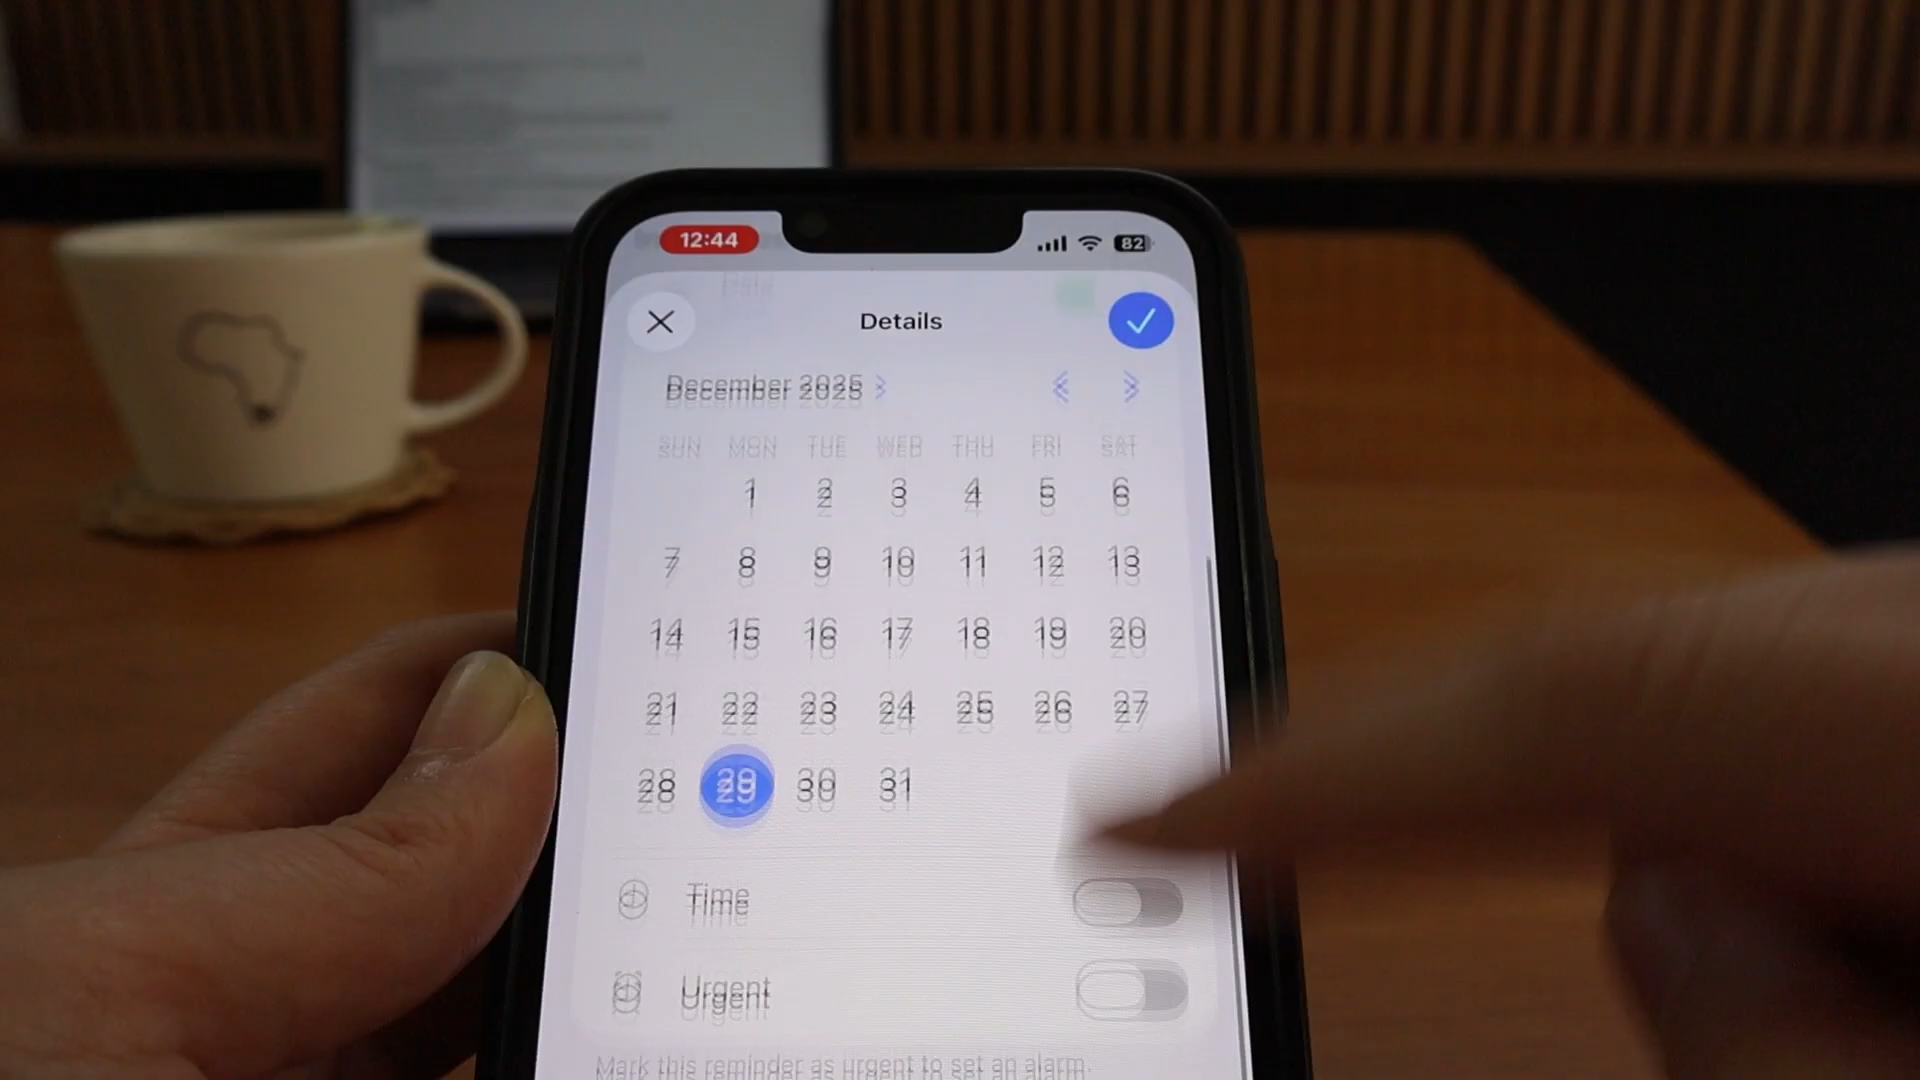 12:44
82
Date
Details
December 2025
SUN MON TUE WED THU FRI SAT
1 2 3 4 5 6
7 8 9 10 11 12 13
14 15 16 17 18 19 20
21 22 23 24 25 26 27
28 29 30 31
Time
Urgent
Mark this reminder as urgent to set an alarm.